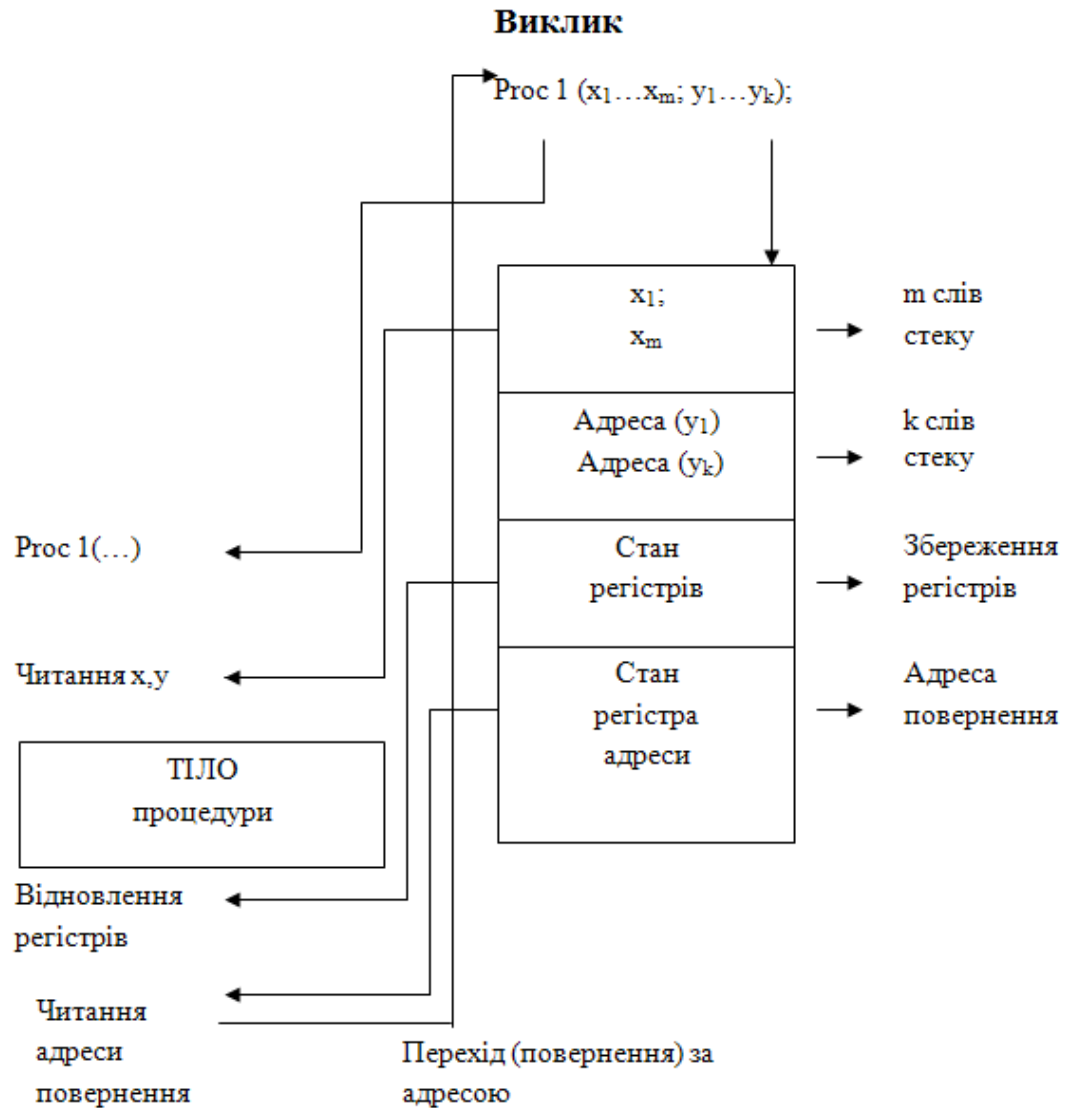 Виклик
Proc 1 (x₁…xₘ; y₁…yₖ);
x₁;
xₘ
m слів
стеку
Адреса (y₁)
Адреса (yₖ)
k слів
стеку
Proc 1(…)
Стан
регістрів
Збереження
регістрів
Читання x,y
Стан
регістра
адреси
Адреса
повернення
ТІЛО
процедури
Відновлення
регістрів
Читання
адреси
повернення
Перехід (повернення) за
адресою